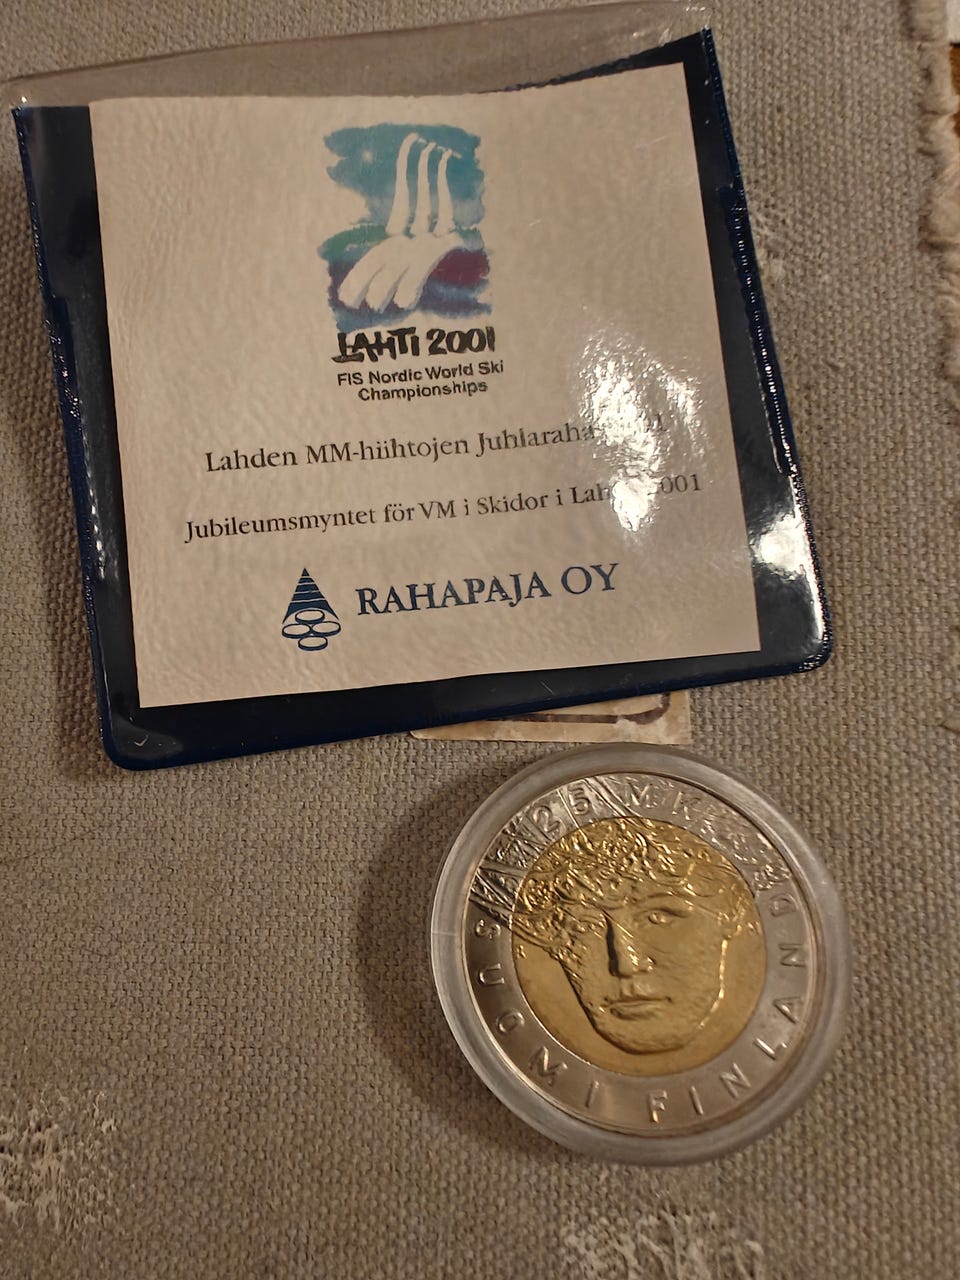 LAHTI 2001
FIS Nordic World Ski
Championships
Lahden MM-hiihtojen Juhlaraha
Jubileumsmyntet för VM i Skidor i
RAHAPAJA OY
25 MK
SUOMI FINLAND